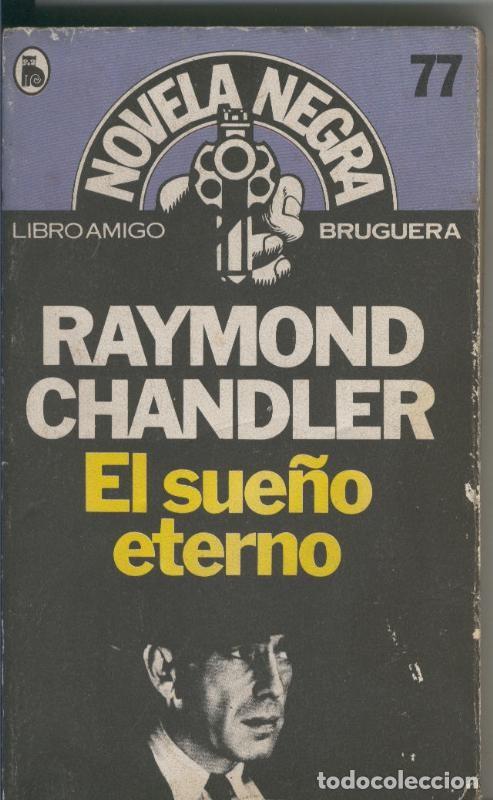 77
NOVELA NEGRA
LIBRO AMIGO
BRUGUERA
RAYMOND
CHANDLER
El sueño
eterno
todocoleccion